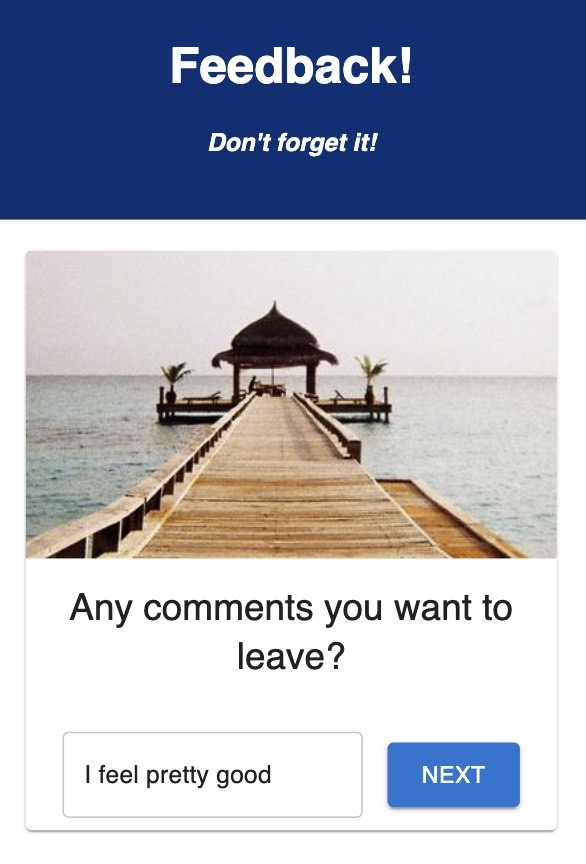 Feedback!
Don't forget it!
Any comments you want to
leave?
I feel pretty good
NEXT